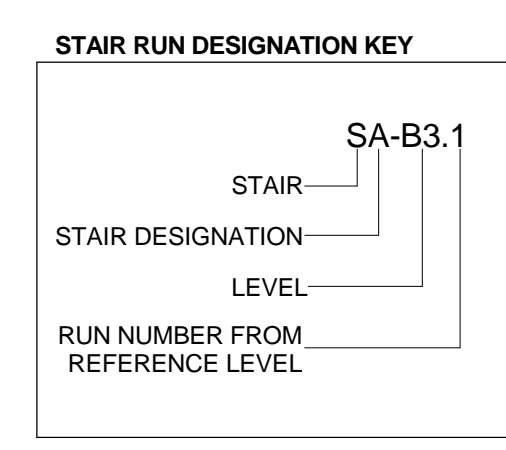 STAIR RUN DESIGNATION KEY
SA-B3.1
STAIR
STAIR DESIGNATION
LEVEL
RUN NUMBER FROM
REFERENCE LEVEL